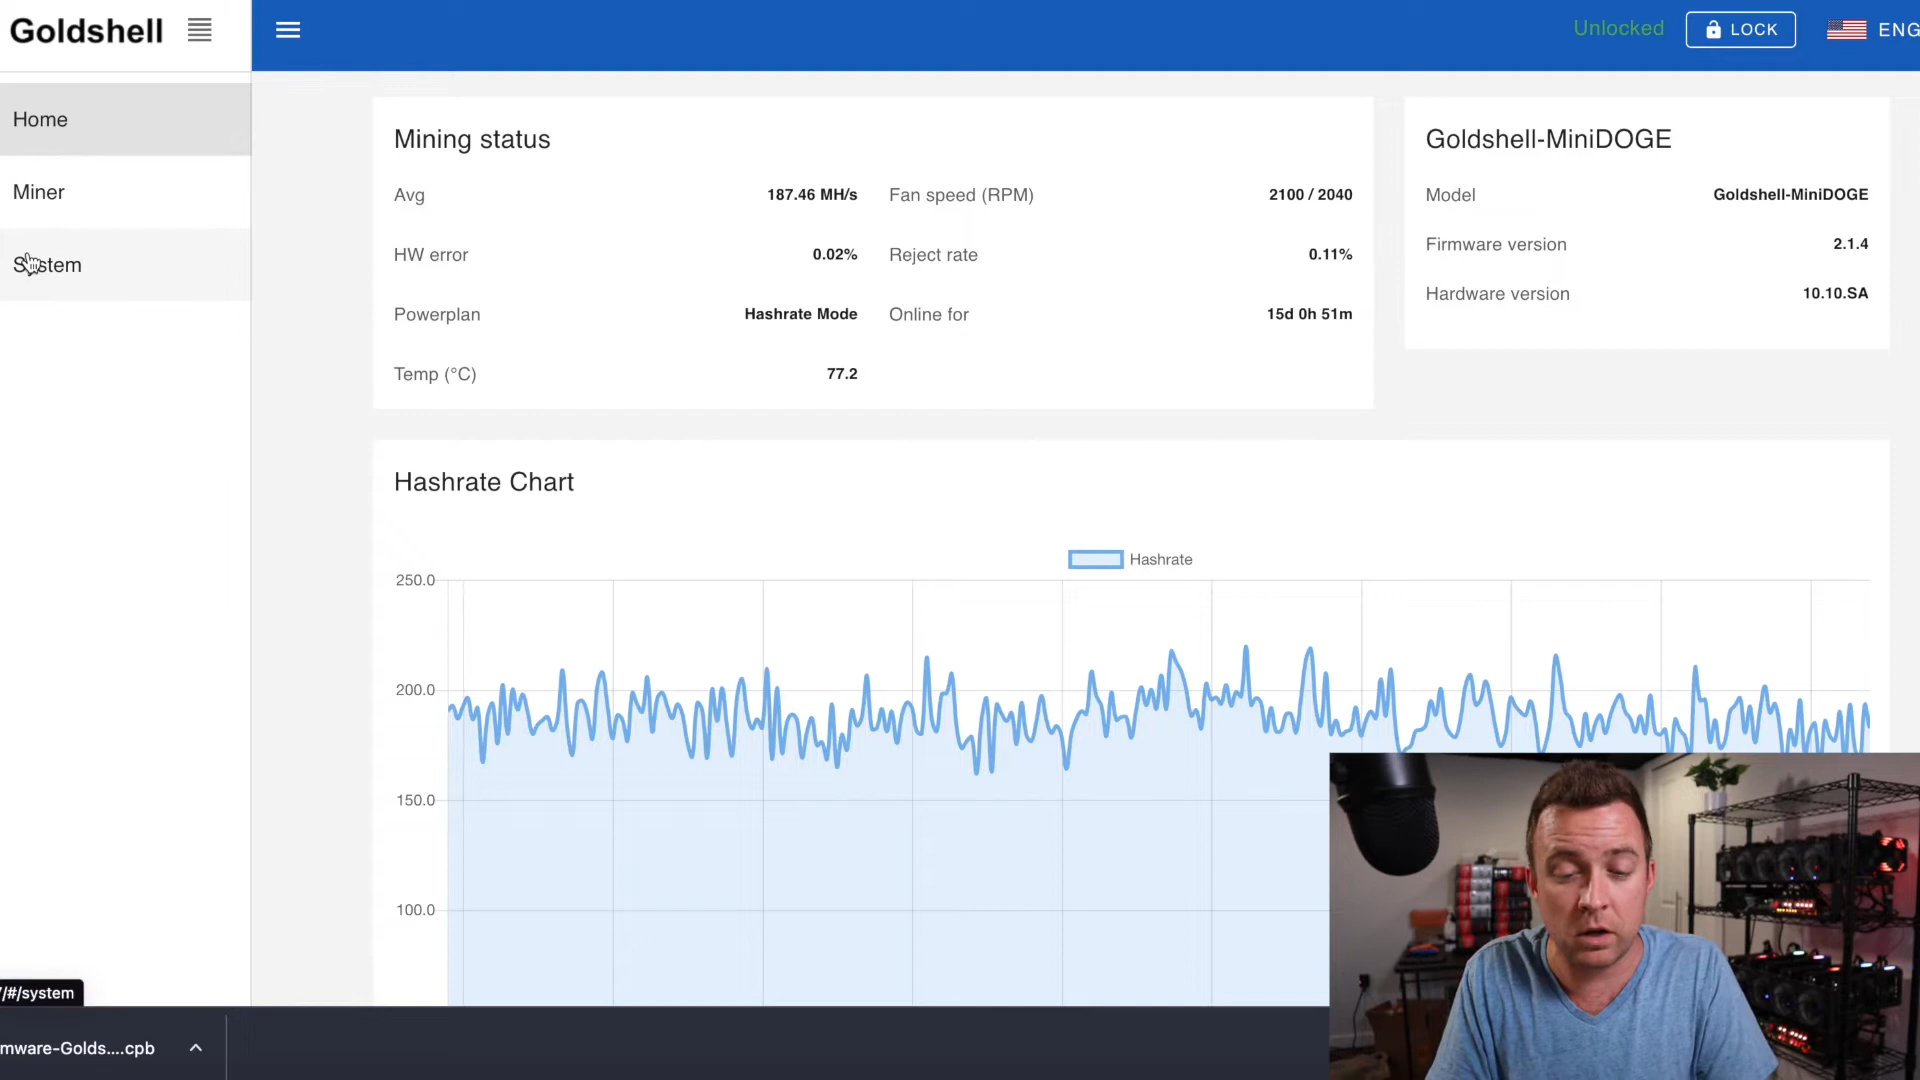 Goldshell
Unlocked
LOCK
ENG
Home
Miner
System
Mining status
Avg 187.46 MH/s Fan speed (RPM) 2100 / 2040
HW error 0.02% Reject rate 0.11%
Powerplan Hashrate Mode Online for 15d 0h 51m
Temp (°C) 77.2
Goldshell-MiniDOGE
Model Goldshell-MiniDOGE
Firmware version 2.1.4
Hardware version 10.10.SA
Hashrate Chart
Hashrate
250.0
200.0
150.0
100.0
/#/system
mware-Golds....cpb